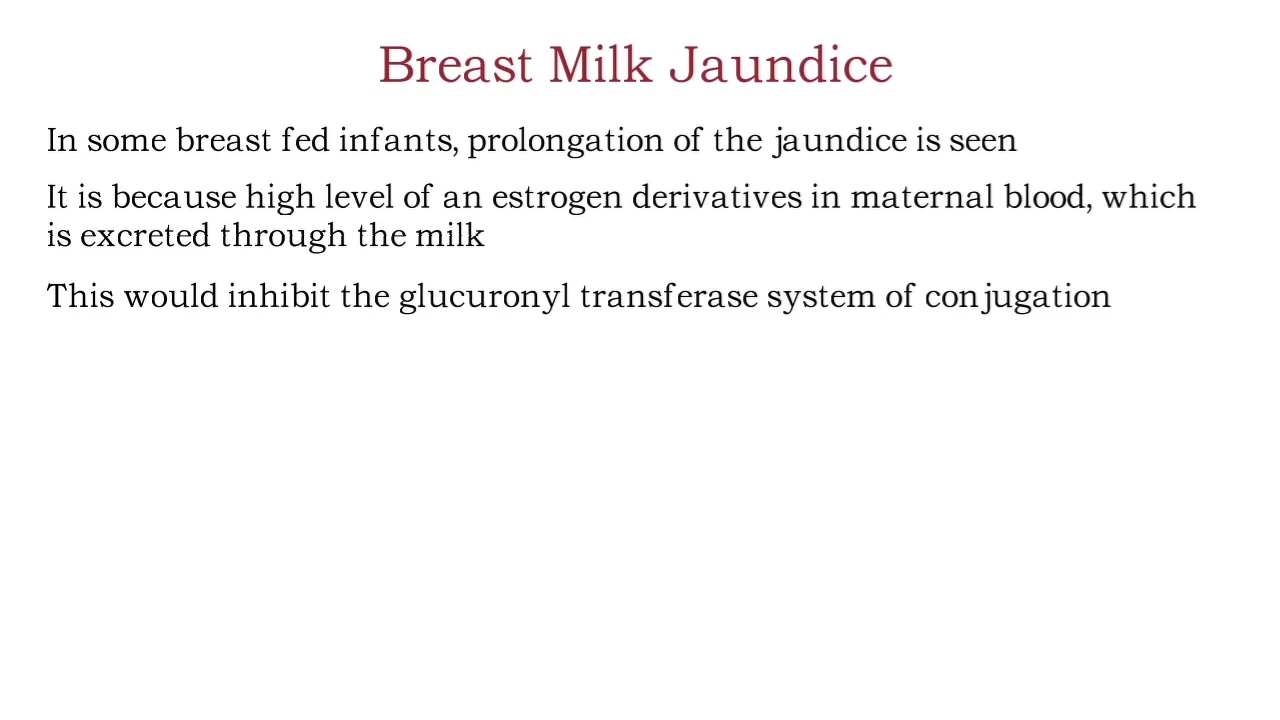 Breast Milk Jaundice
In some breast fed infants, prolongation of the jaundice is seen
It is because high level of an estrogen derivatives in maternal blood, which
is excreted through the milk
This would inhibit the glucuronyl transferase system of conjugation